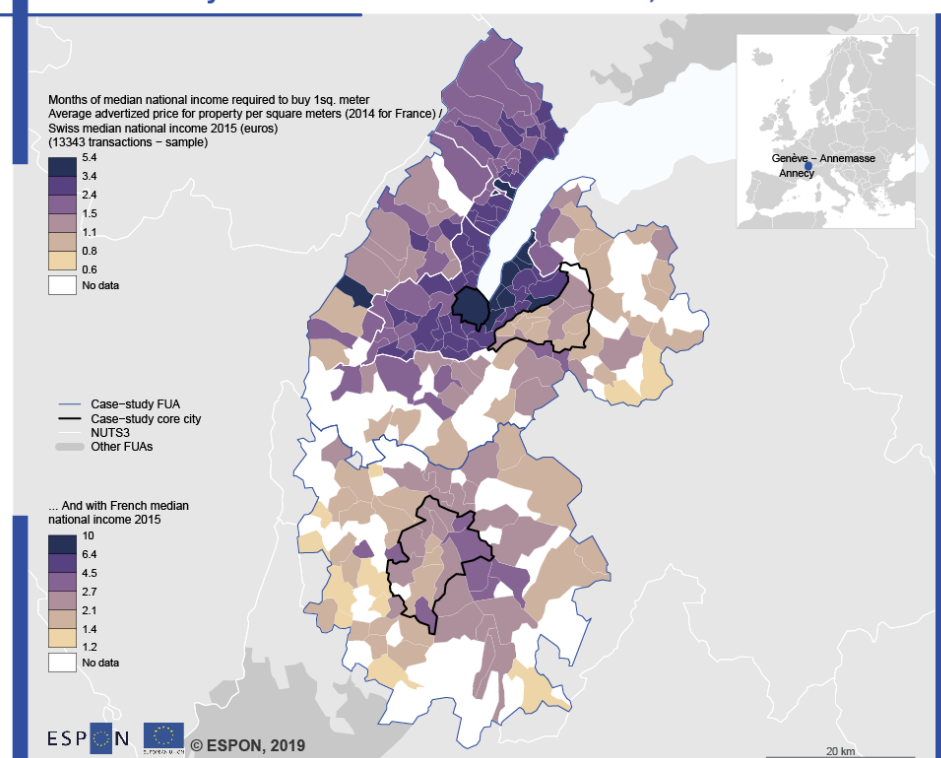 Months of median national income required to buy 1sq. meter
Average advertized price for property per square meters (2014 for France) /
Swiss median national income 2015 (euros)
(13343 transactions − sample)
5.4
3.4
2.4
1.5
1.1
0.8
0.6
No data
Genève − Annemasse
Annecy
Case−study FUA
Case−study core city
NUTS3
Other FUAs
... And with French median
national income 2015
10
6.4
4.5
2.7
2.1
1.4
1.2
No data
ESPON
© ESPON, 2019
20 km